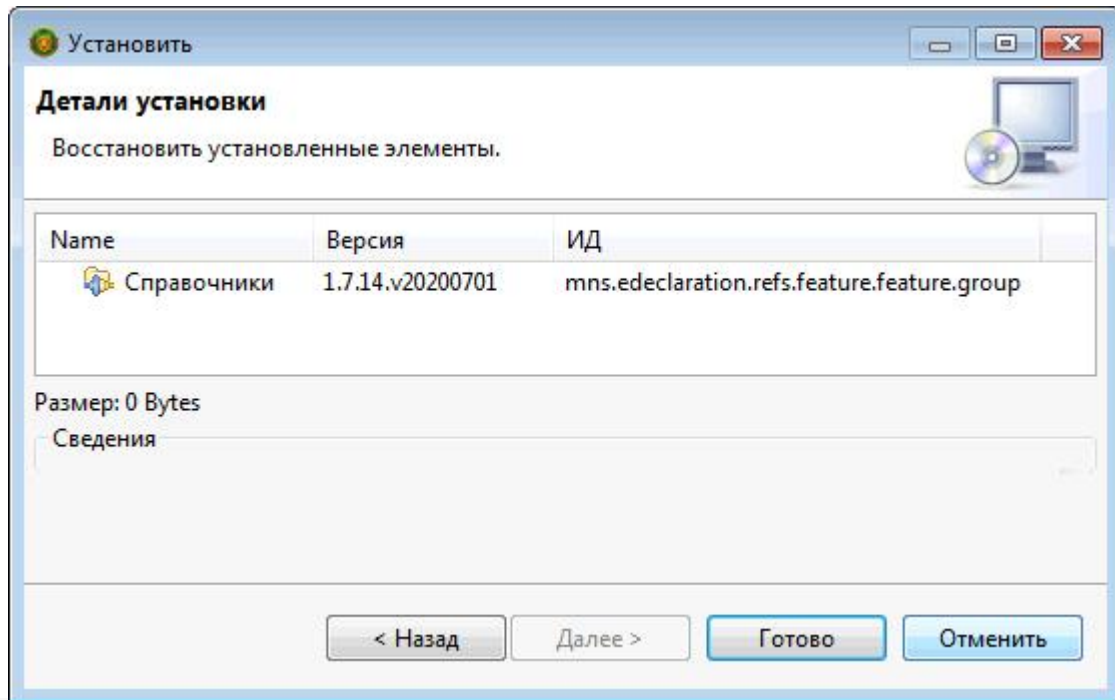 Установить
Детали установки
Восстановить установленные элементы.
Name Версия ИД
Справочники 1.7.14.v20200701 mns.edeclaration.refs.feature.feature.group
Размер: 0 Bytes
Сведения
< Назад Далее > Готово Отменить